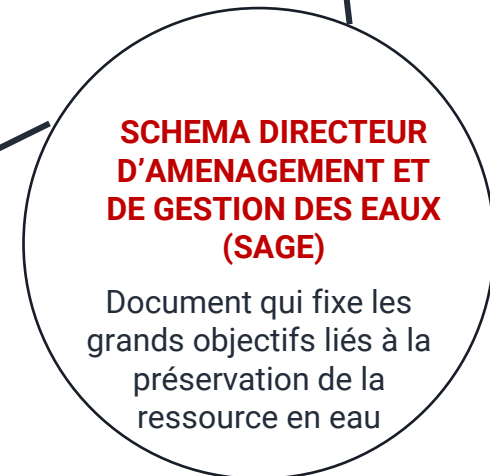 SCHEMA DIRECTEUR
D’AMENAGEMENT ET
DE GESTION DES EAUX
(SAGE)
Document qui fixe les
grands objectifs liés à la
préservation de la
ressource en eau